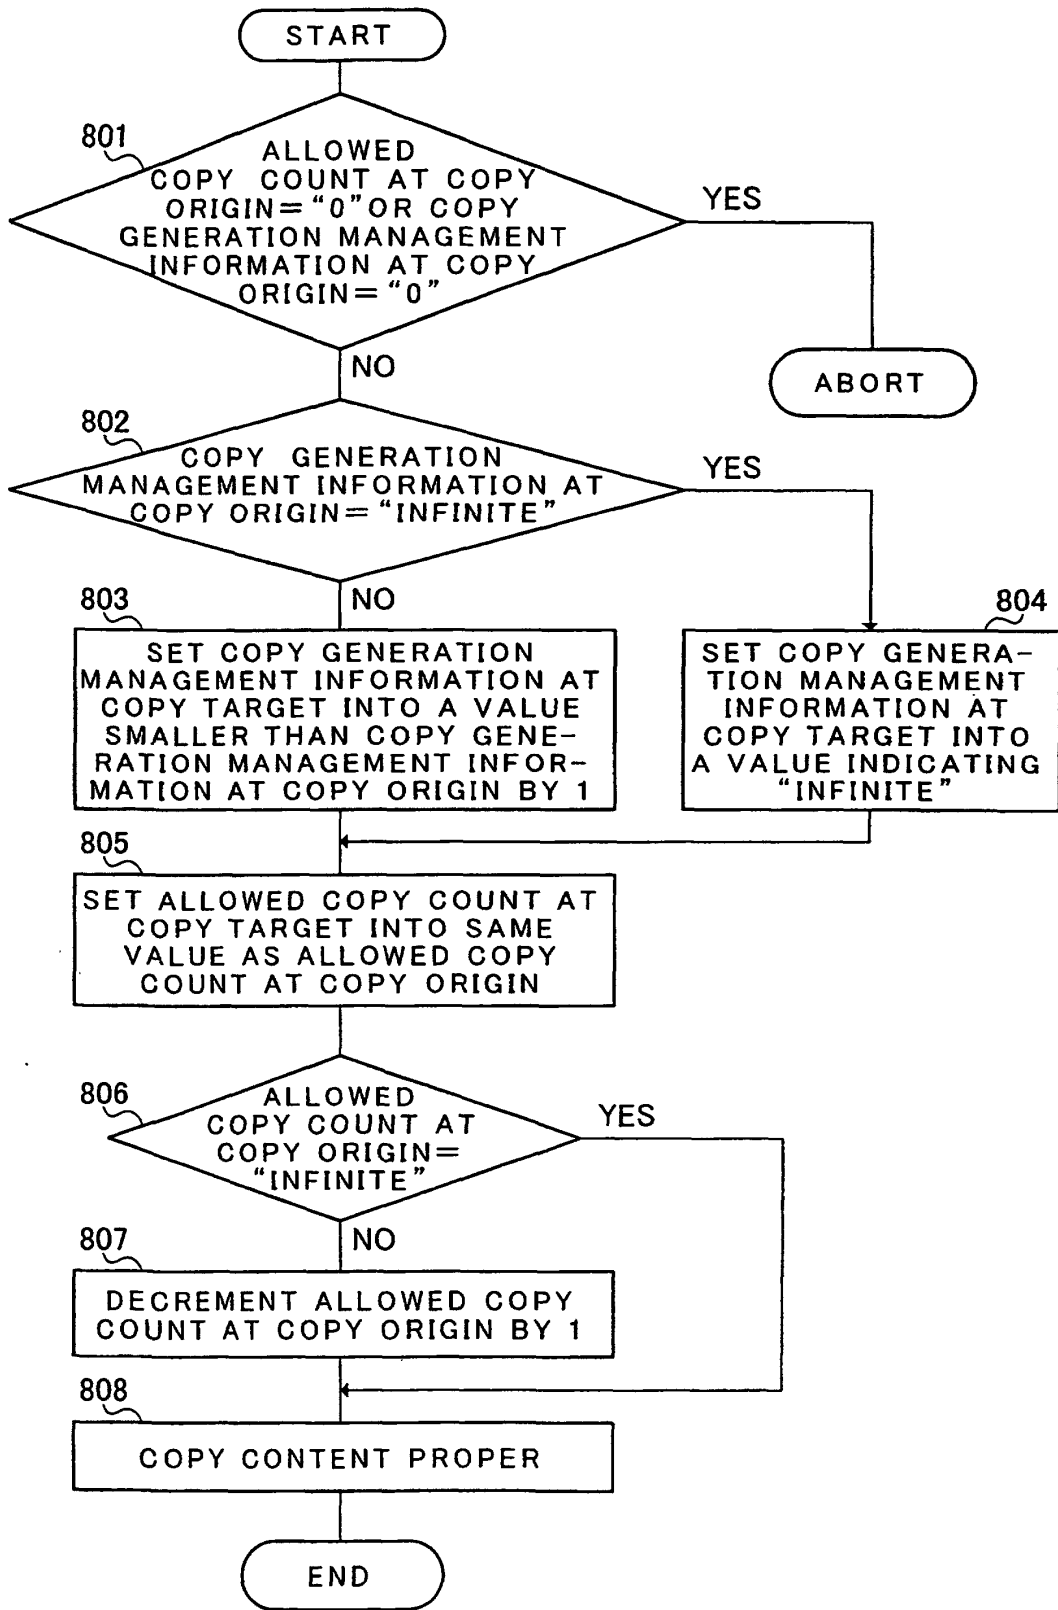 START
801
ALLOWED
COPY COUNT AT COPY
ORIGIN=“0”OR COPY
GENERATION MANAGEMENT
INFORMATION AT COPY
ORIGIN=“0”
YES
NO
ABORT
802
COPY GENERATION
MANAGEMENT INFORMATION AT
COPY ORIGIN=“INFINITE”
YES
NO
803
SET COPY GENERATION
MANAGEMENT INFORMATION AT
COPY TARGET INTO A VALUE
SMALLER THAN COPY GENE-
RATION MANAGEMENT INFOR-
MATION AT COPY ORIGIN BY 1
804
SET COPY GENERA-
TION MANAGEMENT
INFORMATION AT
COPY TARGET INTO
A VALUE INDICATING
“INFINITE”
805
SET ALLOWED COPY COUNT AT
COPY TARGET INTO SAME
VALUE AS ALLOWED COPY
COUNT AT COPY ORIGIN
806
ALLOWED
COPY COUNT AT
COPY ORIGIN=
“INFINITE”
YES
NO
807
DECREMENT ALLOWED COPY
COUNT AT COPY ORIGIN BY 1
808
COPY CONTENT PROPER
END